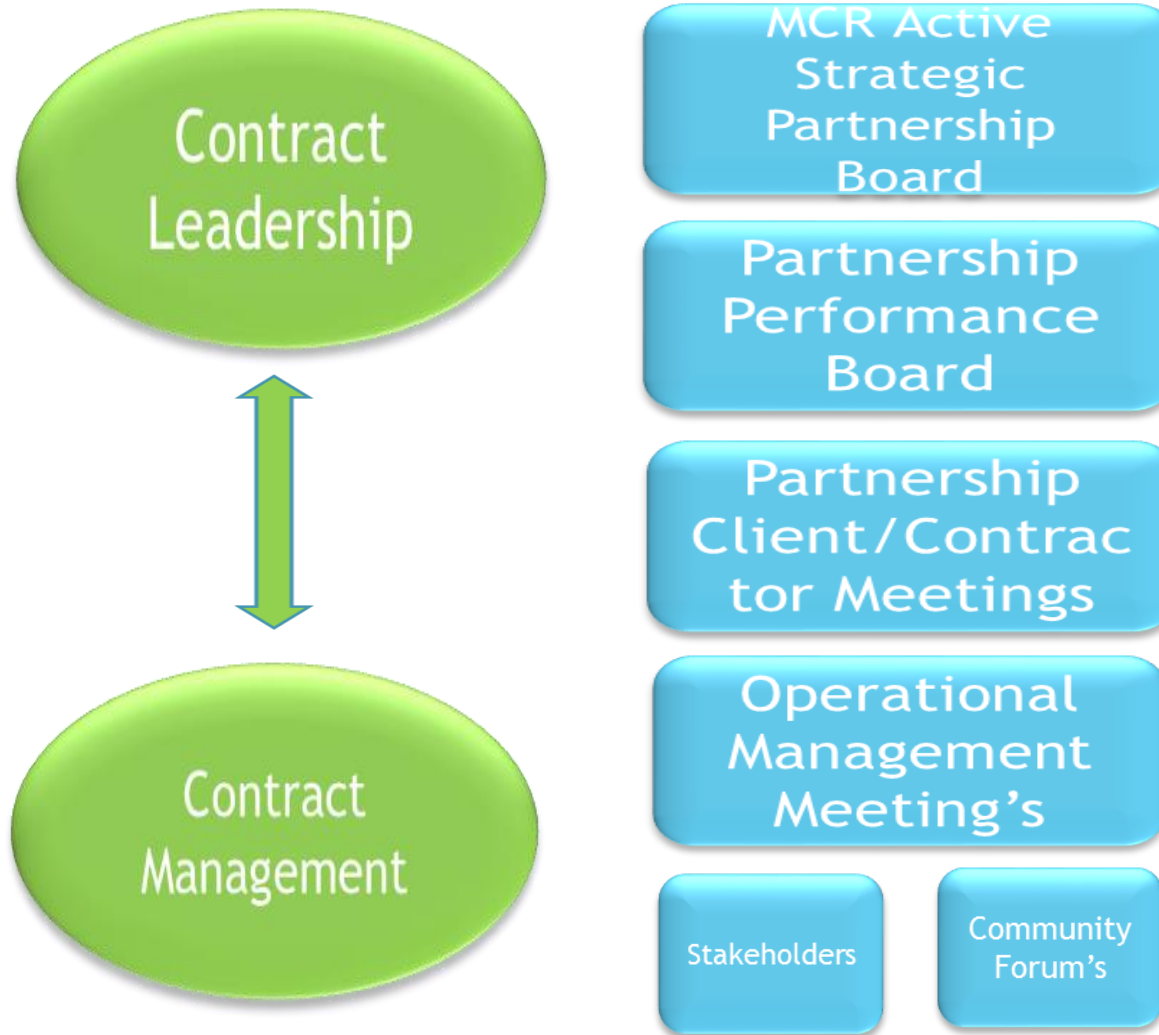 Contract
Leadership
MCR Active
Strategic
Partnership
Board
Partnership
Performance
Board
Partnership
Client/Contrac
tor Meetings
Contract
Management
Operational
Management
Meeting’s
Stakeholders
Community
Forum’s